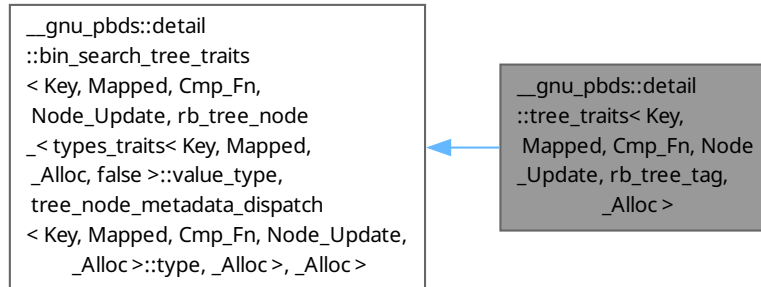 __gnu_pbds::detail
::bin_search_tree_traits
< Key, Mapped, Cmp_Fn,
Node_Update, rb_tree_node
_< types_traits< Key, Mapped,
_Alloc, false >::value_type,
tree_node_metadata_dispatch
< Key, Mapped, Cmp_Fn, Node_Update,
_Alloc >::type, _Alloc >, _Alloc >
__gnu_pbds::detail
::tree_traits< Key,
Mapped, Cmp_Fn, Node
_Update, rb_tree_tag,
_Alloc >